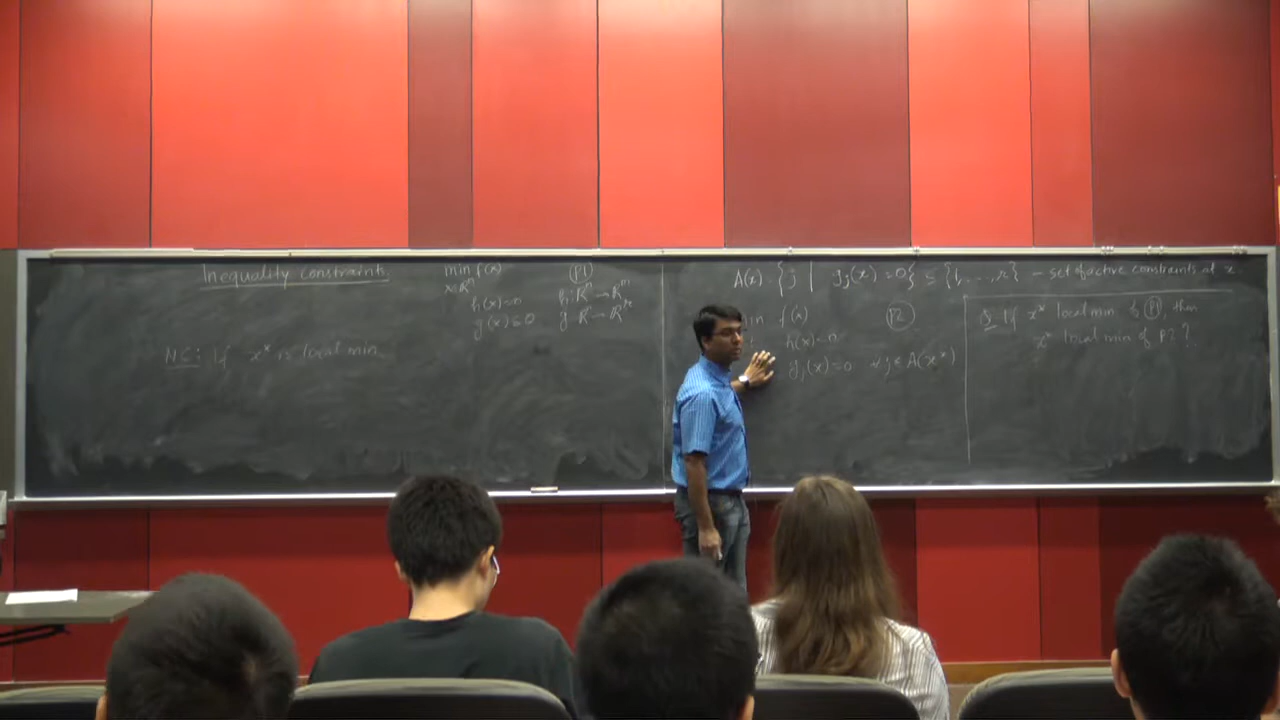 Inequality constraints
min f(x) (P1)
x∈Rⁿ
h(x)=0 h: Rⁿ→Rᵐ
g(x)≤0 g: Rⁿ→Rʳ
NC: If x* is local min
A(x): { j | gj(x)=0} ⊆ {1,...,r} - set of active constraints at x.
min f(x) (P2)
h(x)=0
gj(x)=0 ∀ j∈A(x*)
Q If x* local min of (P1), then
x* local min of P2?